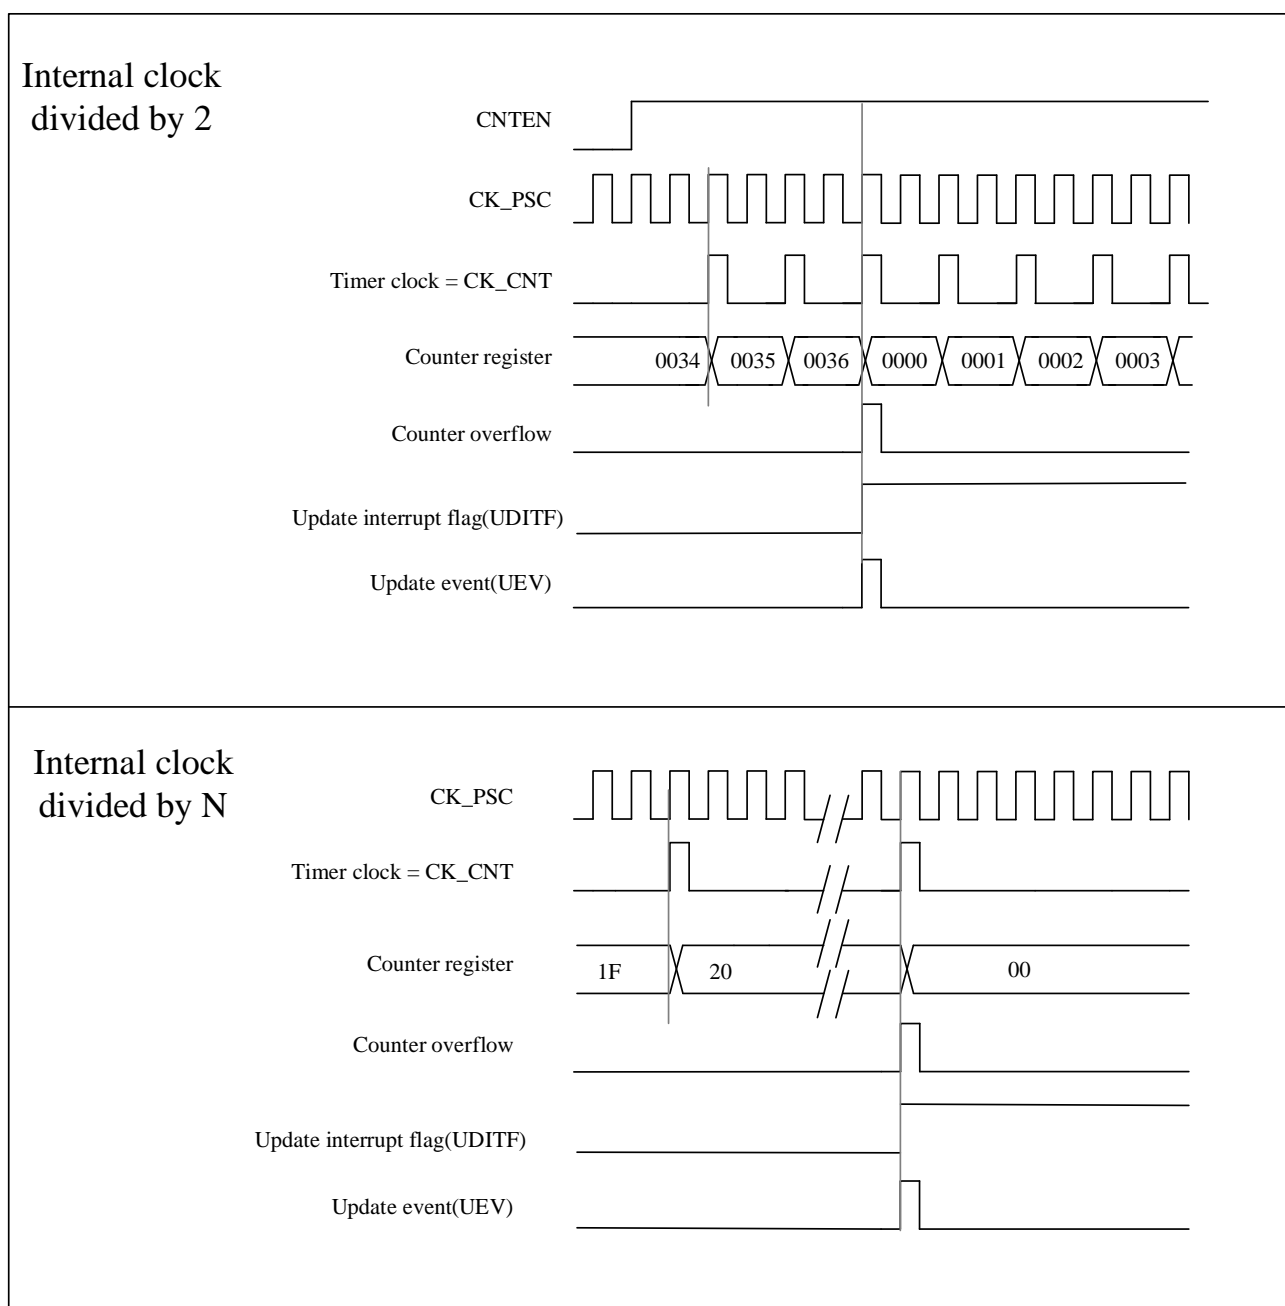 Internal clock
divided by 2
CNTEN
CK_PSC
Timer clock = CK_CNT
Counter register
0034 0035 0036 0000 0001 0002 0003
Counter overflow
Update interrupt flag(UDITF)
Update event(UEV)
Internal clock
divided by N
CK_PSC
Timer clock = CK_CNT
Counter register
1F 20 00
Counter overflow
Update interrupt flag(UDITF)
Update event(UEV)